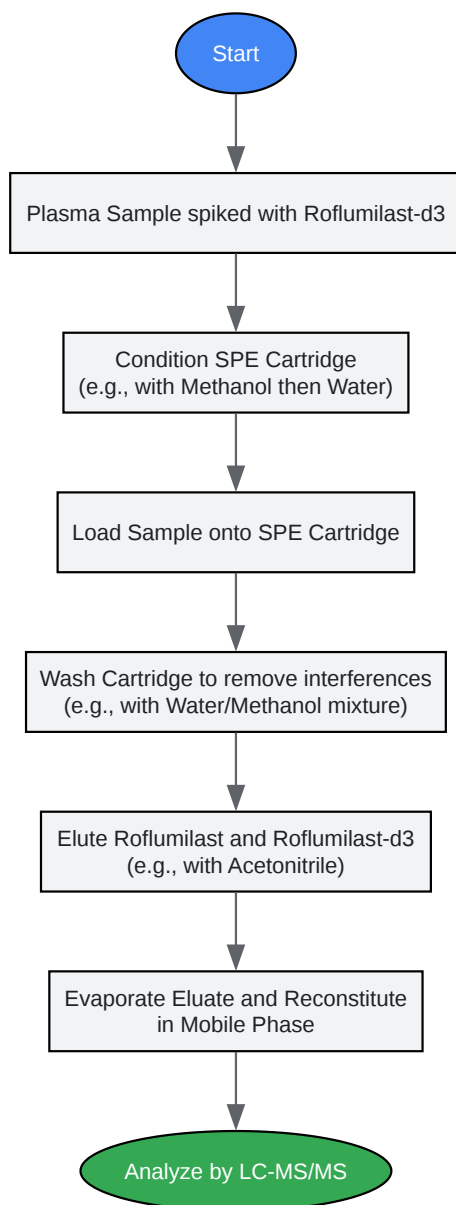 Start
Plasma Sample spiked with Roflumilast-d3
Condition SPE Cartridge
(e.g., with Methanol then Water)
Load Sample onto SPE Cartridge
Wash Cartridge to remove interferences
(e.g., with Water/Methanol mixture)
Elute Roflumilast and Roflumilast-d3
(e.g., with Acetonitrile)
Evaporate Eluate and Reconstitute
in Mobile Phase
Analyze by LC-MS/MS